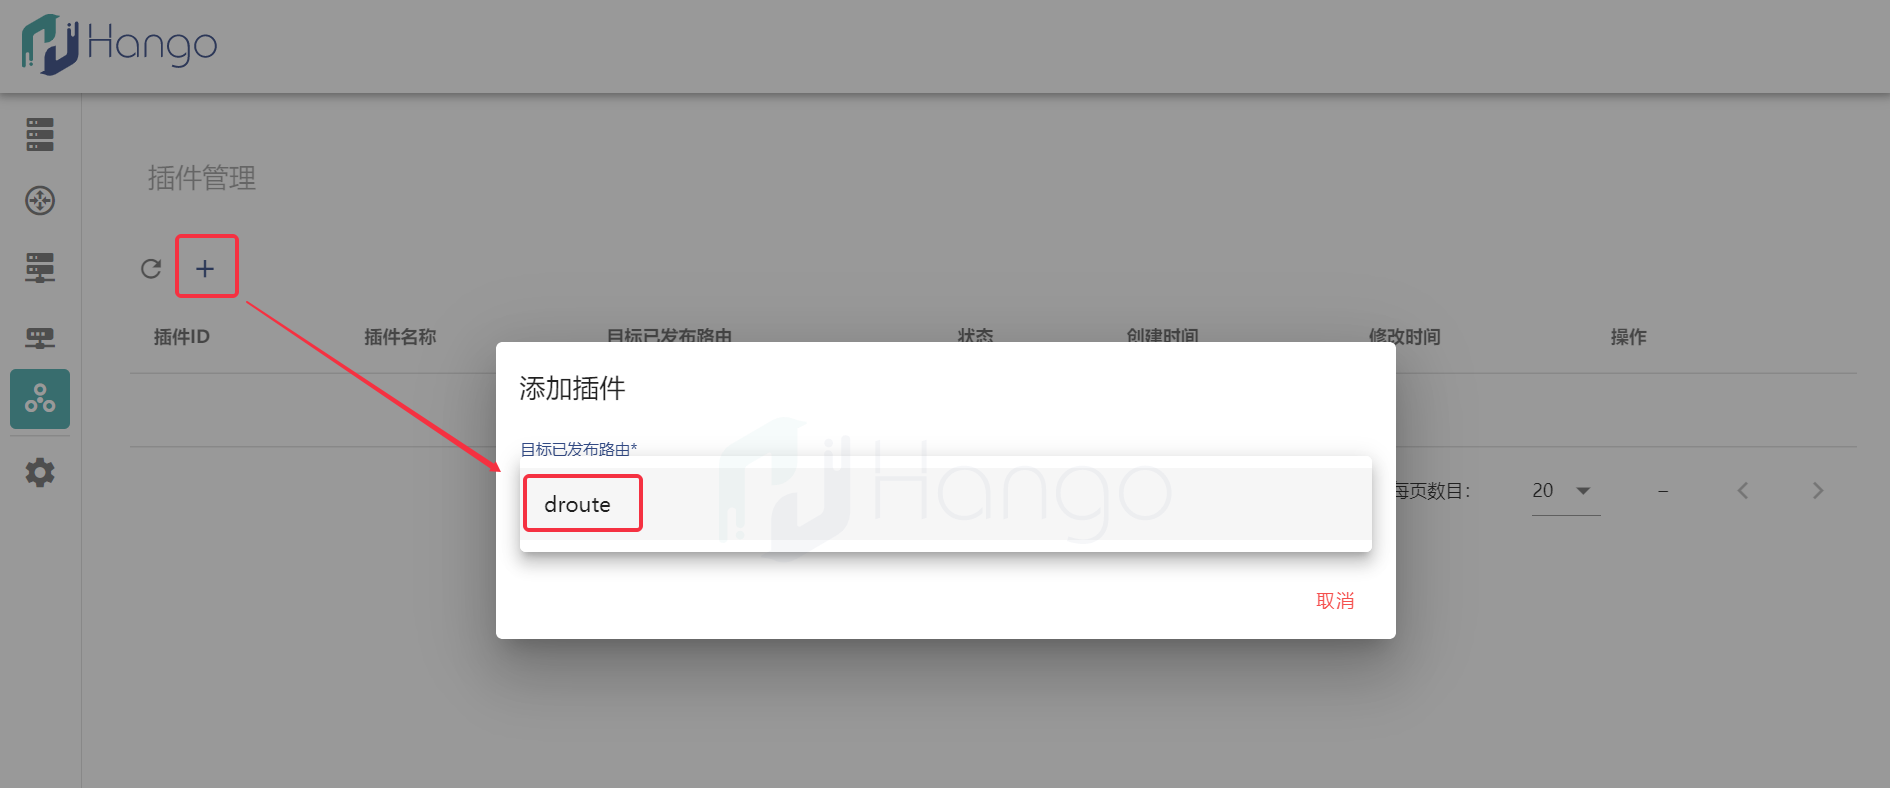 Hango
插件管理
插件ID 插件名称 目标已发布路由 状态 创建时间 修改时间 操作
添加插件
目标已发布路由*
droute
Hango
每页数目: 20 –
取消